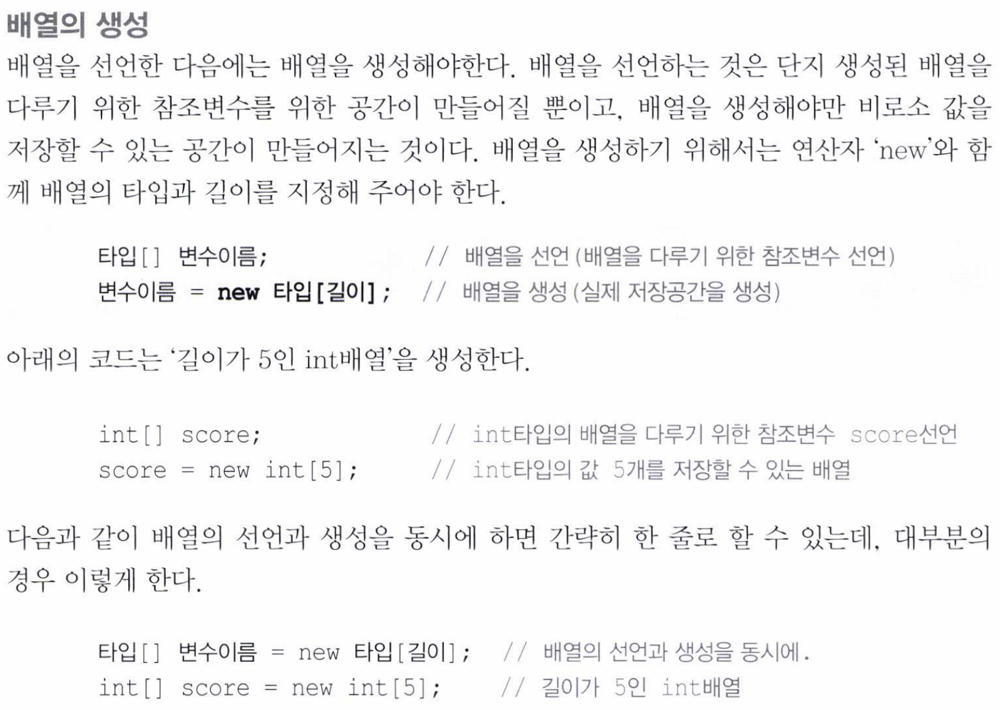 배열의 생성
배열을 선언한 다음에는 배열을 생성해야한다. 배열을 선언하는 것은 단지 생성된 배열을
다루기 위한 참조변수를 위한 공간이 만들어질 뿐이고, 배열을 생성해야만 비로소 값을
저장할 수 있는 공간이 만들어지는 것이다. 배열을 생성하기 위해서는 연산자 ‘new’와 함
께 배열의 타입과 길이를 지정해 주어야 한다.
타입[] 변수이름; // 배열을 선언(배열을 다루기 위한 참조변수 선언)
변수이름 = new 타입[길이]; // 배열을 생성(실제 저장공간을 생성)
아래의 코드는 ‘길이가 5인 int배열’을 생성한다.
int[] score; // int타입의 배열을 다루기 위한 참조변수 score선언
score = new int[5]; // int타입의 값 5개를 저장할 수 있는 배열
다음과 같이 배열의 선언과 생성을 동시에 하면 간략히 한 줄로 할 수 있는데, 대부분의
경우 이렇게 한다.
타입[] 변수이름 = new 타입[길이]; // 배열의 선언과 생성을 동시에.
int[] score = new int[5]; // 길이가 5인 int배열